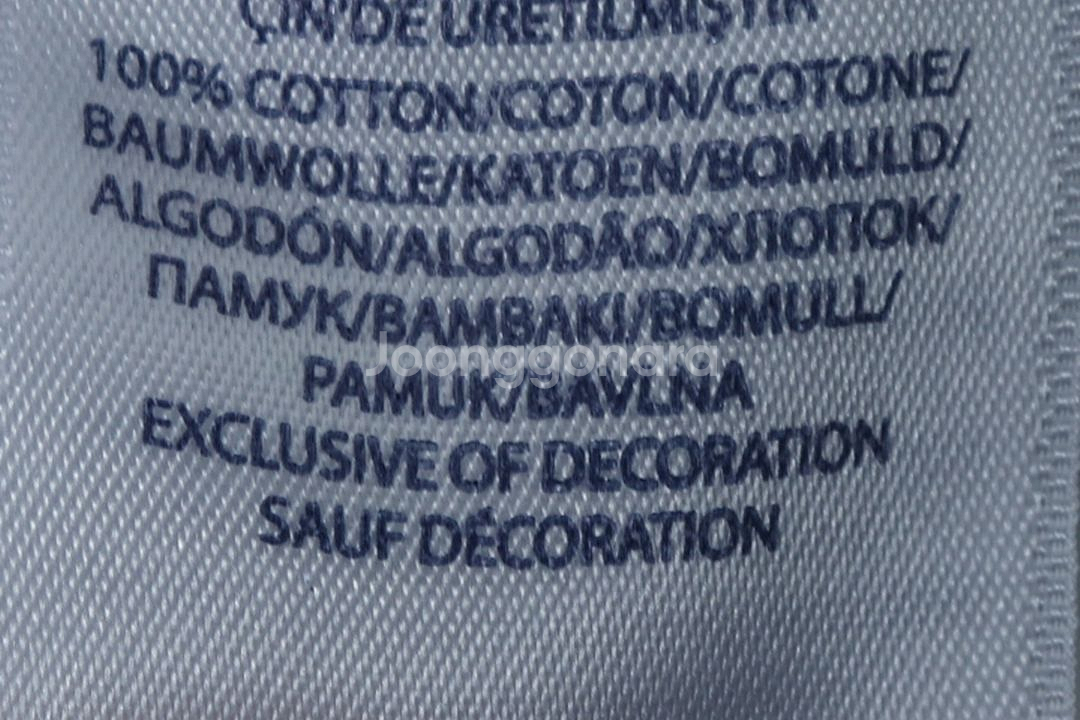 ÇİN'DE ÜRETİLMİŞTİR
100% COTTON/COTON/COTONE/
BAUMWOLLE/KATOEN/BOMULD/
ALGODÓN/ALGODÃO/ХЛОПОК/
ПАМУК/BAMBAKI/BOMULL/
Joonggonara
PAMUK/BAVLNA
EXCLUSIVE OF DECORATION
SAUF DÉCORATION